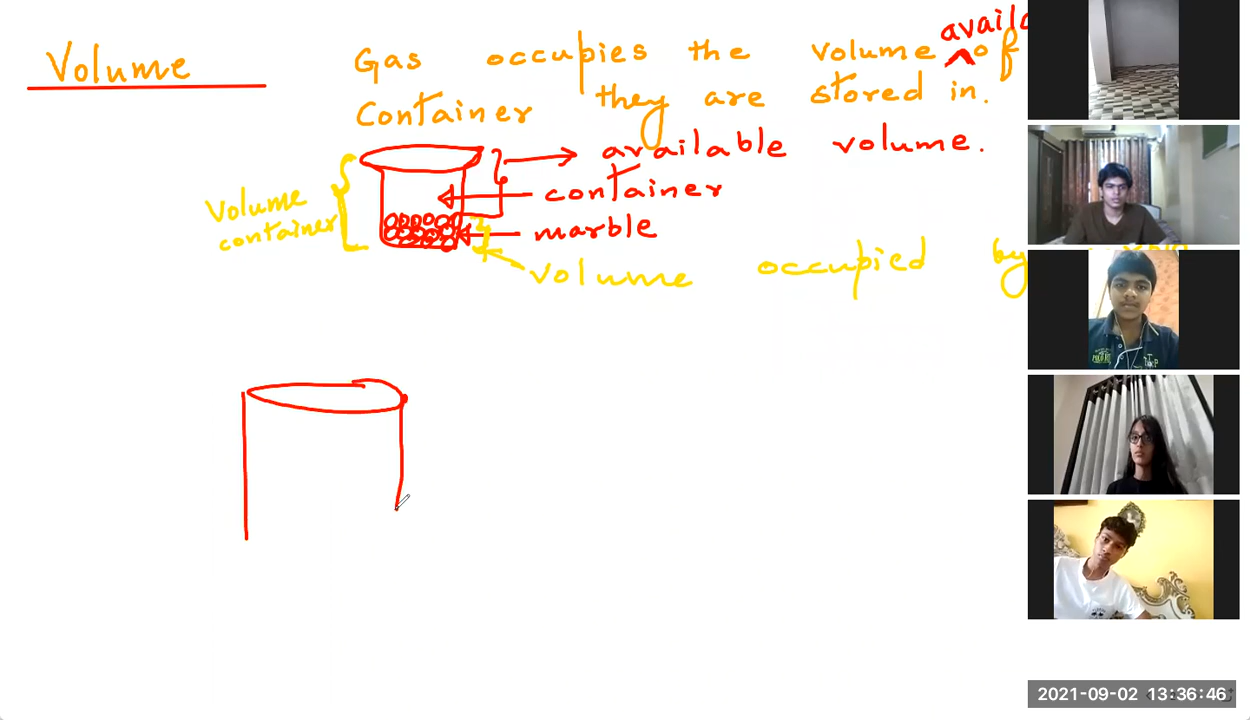 Volume
Gas occupies the volume of
availa
Container they are stored in.
available volume.
container
Volume
container
marble
volume occupied by
2021-09-02 13:36:46